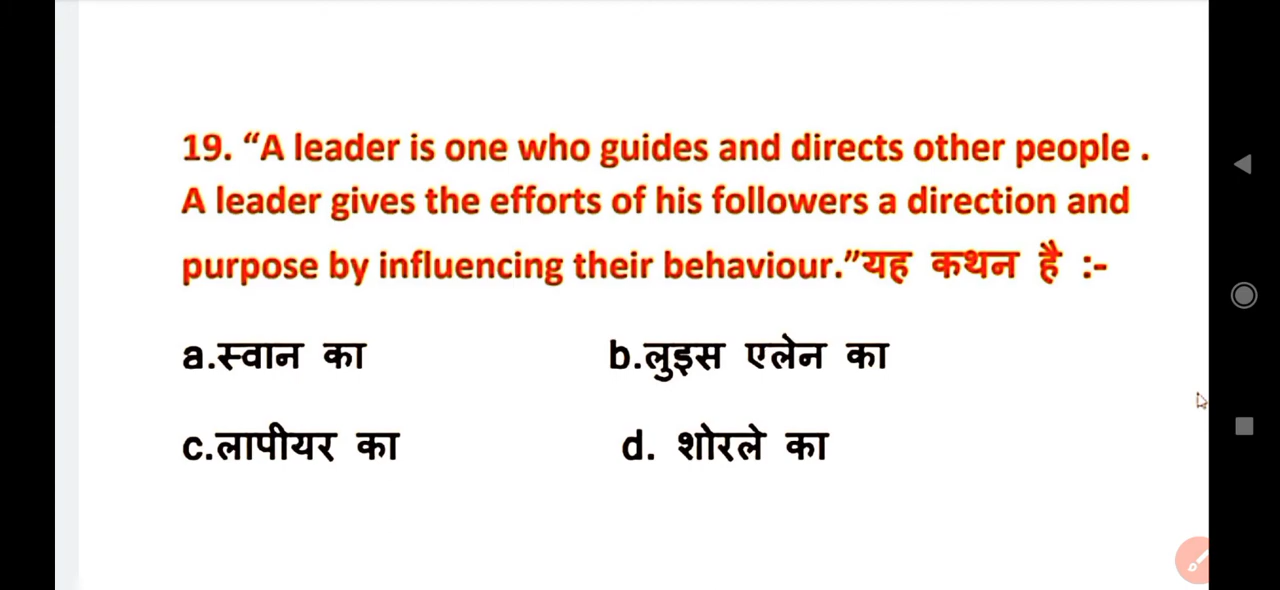 19. “A leader is one who guides and directs other people .
A leader gives the efforts of his followers a direction and
purpose by influencing their behaviour.”यह कथन है :-
a.स्वान का b.लुइस एलेन का
c.लापीयर का d. शोरले का